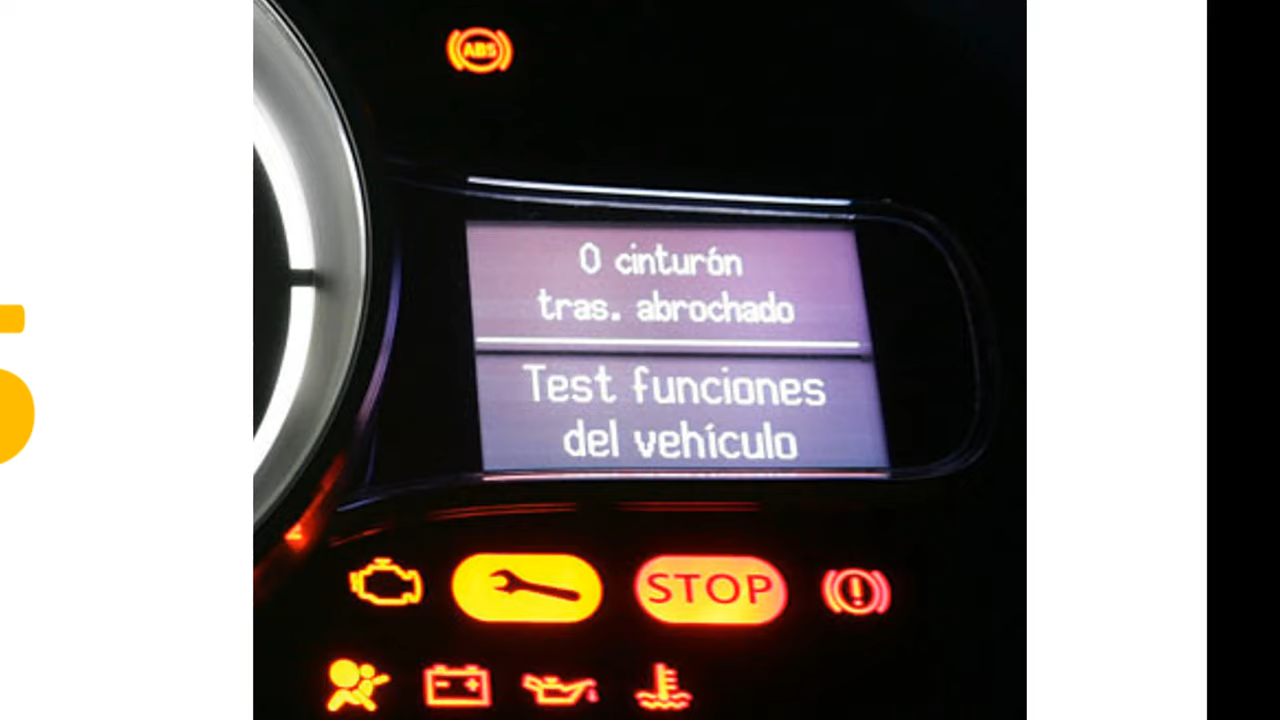 ABS
0 cinturón
tras. abrochado
Test funciones
del vehículo
STOP